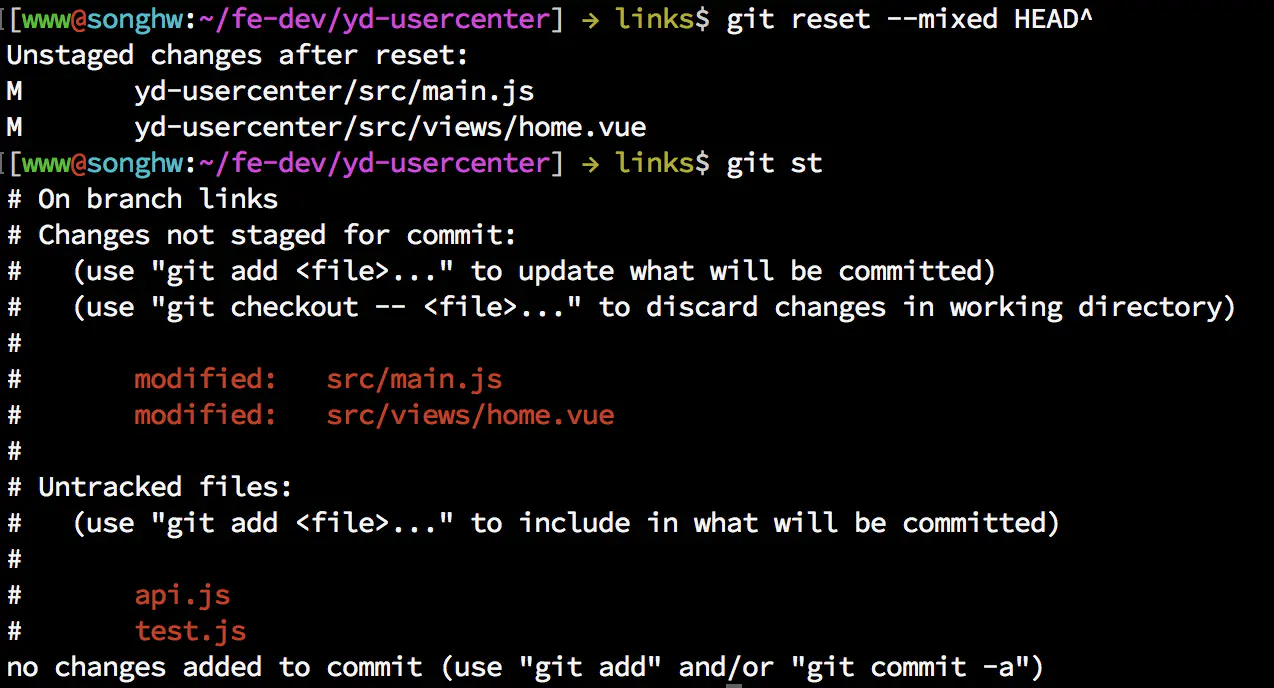 [www@songhw:~/fe-dev/yd-usercenter] → links$ git reset --mixed HEAD^
Unstaged changes after reset:
M       yd-usercenter/src/main.js
M       yd-usercenter/src/views/home.vue
[www@songhw:~/fe-dev/yd-usercenter] → links$ git st
# On branch links
# Changes not staged for commit:
#   (use "git add <file>..." to update what will be committed)
#   (use "git checkout -- <file>..." to discard changes in working directory)
#
#       modified:   src/main.js
#       modified:   src/views/home.vue
#
# Untracked files:
#   (use "git add <file>..." to include in what will be committed)
#
#       api.js
#       test.js
no changes added to commit (use "git add" and/or "git commit -a")